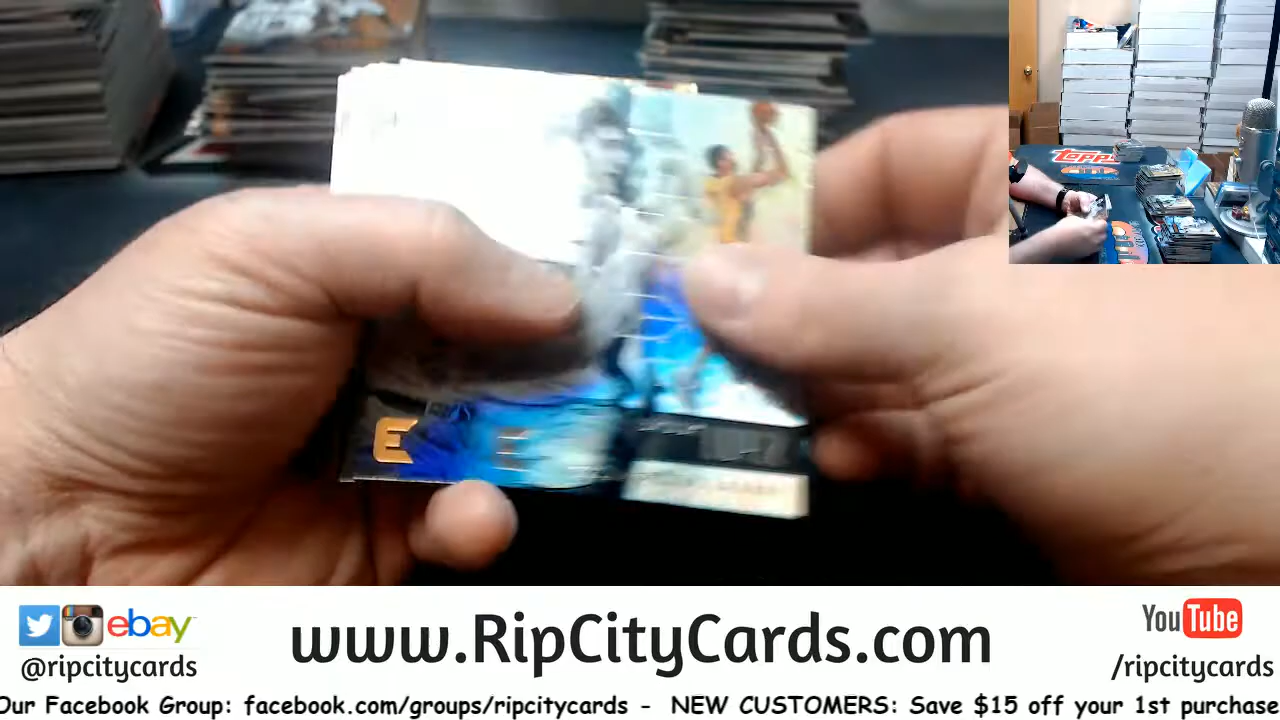 TOPPS
E E
ebay
@ripcitycards
www.RipCityCards.com
YouTube
/ripcitycards
Our Facebook Group: facebook.com/groups/ripcitycards - NEW CUSTOMERS: Save $15 off your 1st purchase